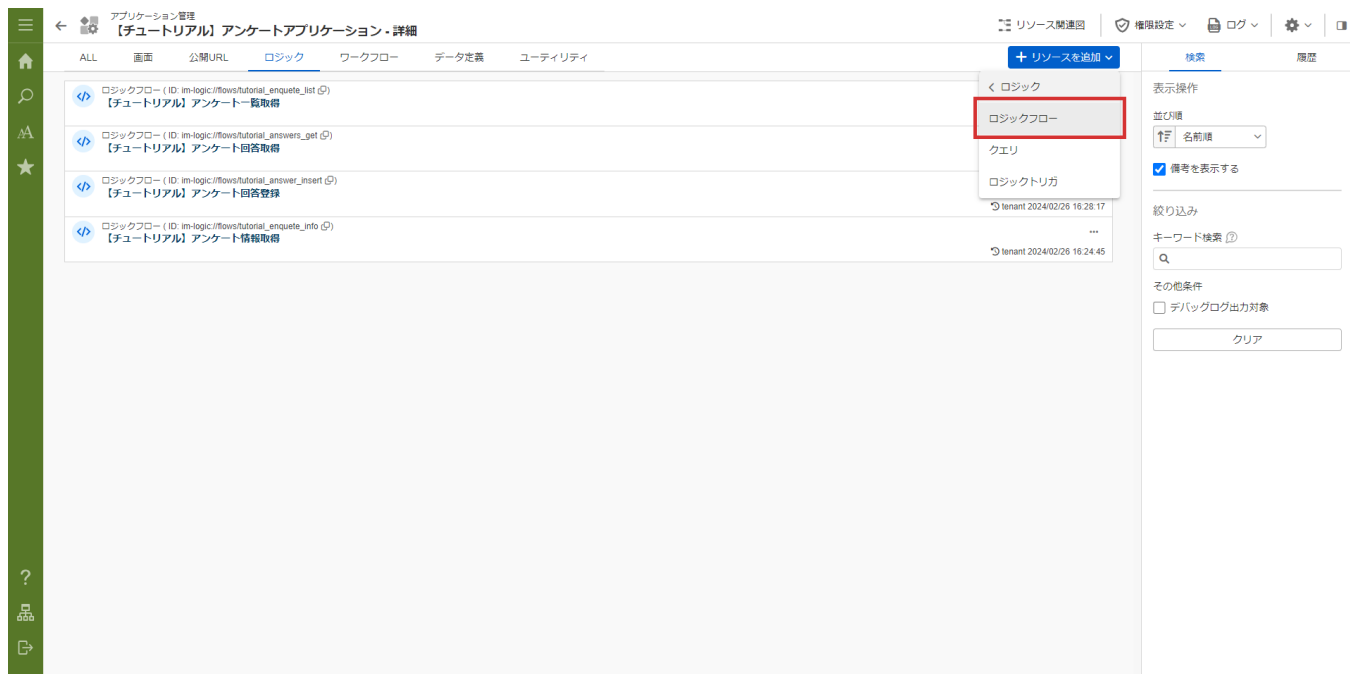 アプリケーション管理
【チュートリアル】アンケートアプリケーション - 詳細
リソース関連図
権限設定
ログ
ALL
画面
公開URL
ロジック
ワークフロー
データ定義
ユーティリティ
リソースを追加
検索
履歴
ロジックフロー ( ID: im-logic://flows/tutorial_enquete_list )
【チュートリアル】アンケート一覧取得
ロジックフロー ( ID: im-logic://flows/tutorial_answers_get )
【チュートリアル】アンケート回答取得
ロジックフロー ( ID: im-logic://flows/tutorial_answer_insert )
【チュートリアル】アンケート回答登録
tenant 2024/02/26 16:28:17
ロジックフロー ( ID: im-logic://flows/tutorial_enquete_info )
【チュートリアル】アンケート情報取得
tenant 2024/02/26 16:24:45
ロジック
ロジックフロー
クエリ
ロジックトリガ
表示操作
並び順
名前順
備考を表示する
絞り込み
キーワード検索
その他条件
デバッグログ出力対象
クリア